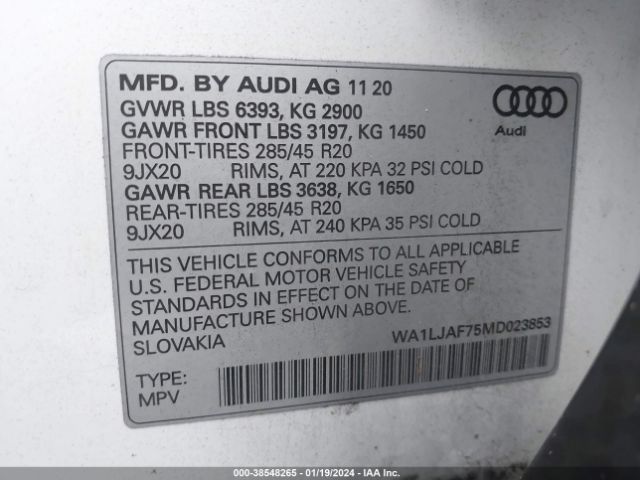 MFD. BY AUDI AG 11 20
GVWR LBS 6393, KG 2900
GAWR FRONT LBS 3197, KG 1450
FRONT-TIRES 285/45 R20
9JX20 RIMS, AT 220 KPA 32 PSI COLD
GAWR REAR LBS 3638, KG 1650
REAR-TIRES 285/45 R20
9JX20 RIMS, AT 240 KPA 35 PSI COLD
Audi
THIS VEHICLE CONFORMS TO ALL APPLICABLE
U.S. FEDERAL MOTOR VEHICLE SAFETY
STANDARDS IN EFFECT ON THE DATE OF
MANUFACTURE SHOWN ABOVE.
SLOVAKIA
WA1LJAF75MD023853
TYPE:
MPV
000-38548265 - 01/19/2024 - IAA Inc.